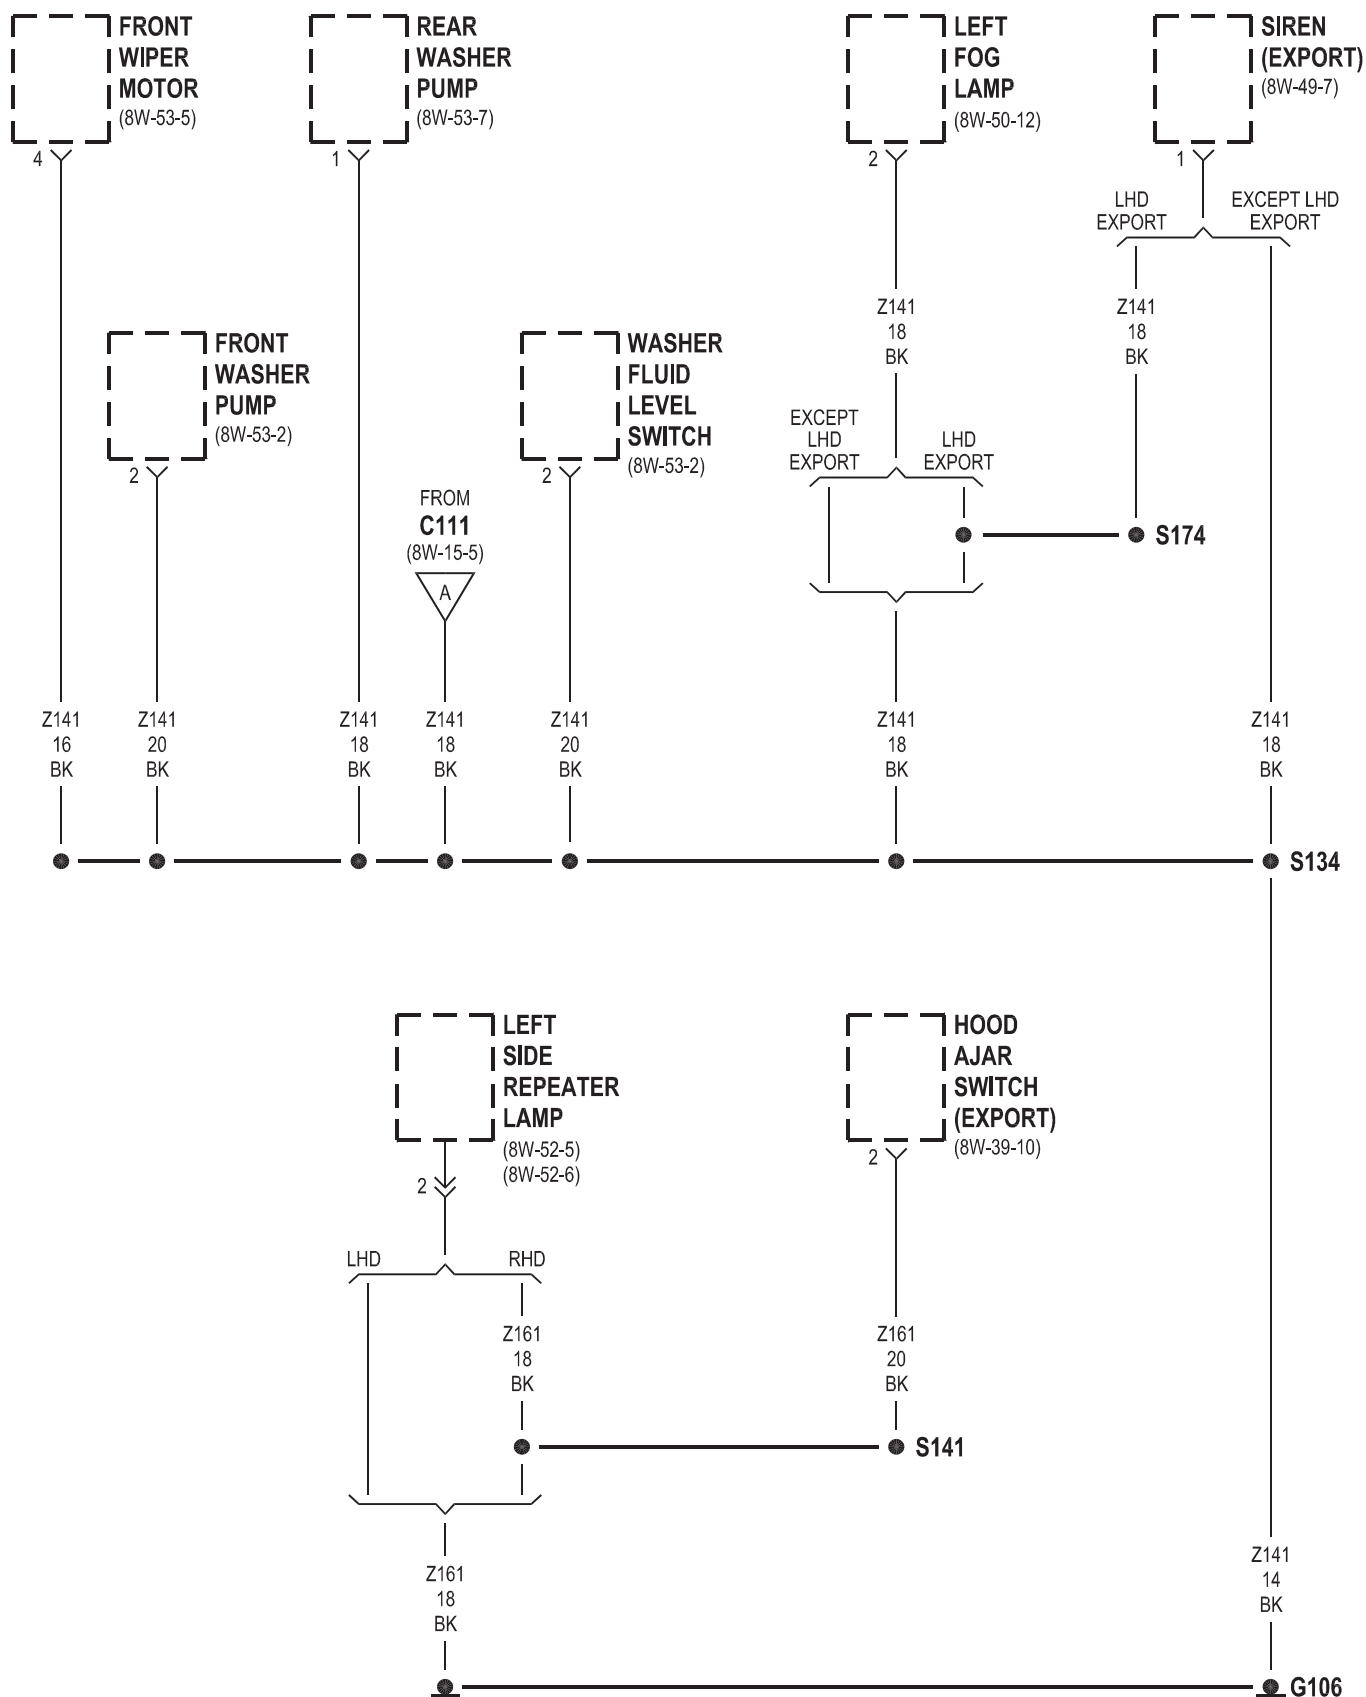 FRONT
WIPER
MOTOR
(8W-53-5)
4
REAR
WASHER
PUMP
(8W-53-7)
1
LEFT
FOG
LAMP
(8W-50-12)
2
SIREN
(EXPORT)
(8W-49-7)
1
LHD
EXPORT
EXCEPT LHD
EXPORT
Z141
18
BK
Z141
18
BK
FRONT
WASHER
PUMP
(8W-53-2)
2
WASHER
FLUID
LEVEL
SWITCH
(8W-53-2)
2
EXCEPT
LHD
EXPORT
LHD
EXPORT
FROM
C111
(8W-15-5)
A
S174
Z141
16
BK
Z141
20
BK
Z141
18
BK
Z141
18
BK
Z141
20
BK
Z141
18
BK
Z141
18
BK
S134
LEFT
SIDE
REPEATER
LAMP
(8W-52-5)
(8W-52-6)
2
HOOD
AJAR
SWITCH
(EXPORT)
(8W-39-10)
2
LHD
RHD
Z161
18
BK
Z161
20
BK
S141
Z161
18
BK
Z141
14
BK
G106